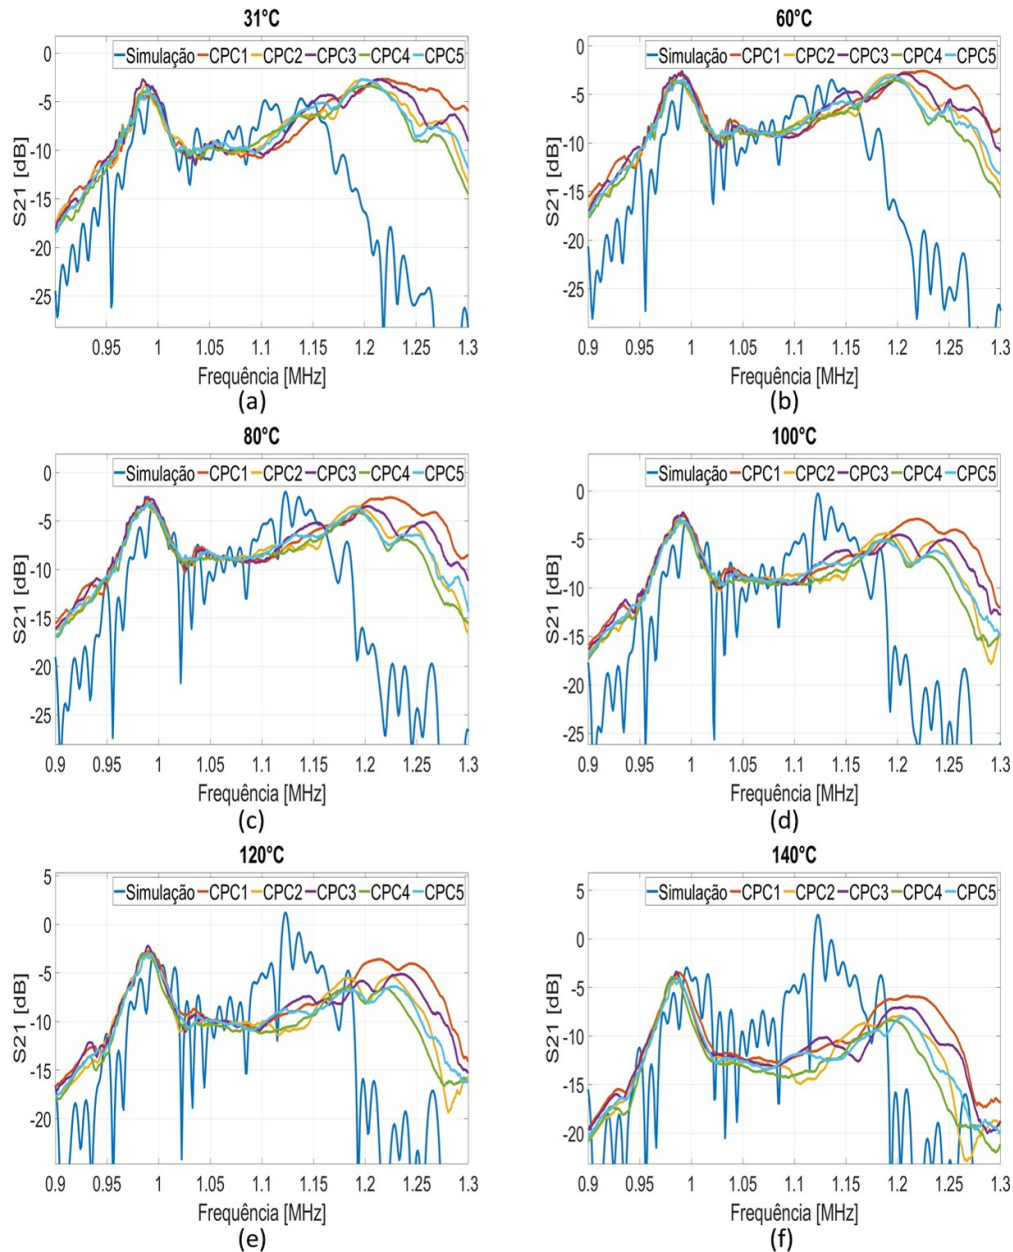 31°C
0
-5
-10
-15
-20
-25
S21 [dB]
Simulação CPC1 CPC2 CPC3 CPC4 CPC5
0.95 1 1.05 1.1 1.15 1.2 1.25 1.3
Frequência [MHz]
(a)
60°C
0
-5
-10
-15
-20
-25
S21 [dB]
Simulação CPC1 CPC2 CPC3 CPC4 CPC5
0.9 0.95 1 1.05 1.1 1.15 1.2 1.25 1.3
Frequência [MHz]
(b)
80°C
0
-5
-10
-15
-20
-25
S21 [dB]
Simulação CPC1 CPC2 CPC3 CPC4 CPC5
0.9 0.95 1 1.05 1.1 1.15 1.2 1.25 1.3
Frequência [MHz]
(c)
100°C
0
-5
-10
-15
-20
-25
S21 [dB]
Simulação CPC1 CPC2 CPC3 CPC4 CPC5
0.9 0.95 1 1.05 1.1 1.15 1.2 1.25 1.3
Frequência [MHz]
(d)
120°C
5
0
-5
-10
-15
-20
S21 [dB]
Simulação CPC1 CPC2 CPC3 CPC4 CPC5
0.9 0.95 1 1.05 1.1 1.15 1.2 1.25 1.3
Frequência [MHz]
(e)
140°C
5
0
-5
-10
-15
-20
S21 [dB]
Simulação CPC1 CPC2 CPC3 CPC4 CPC5
0.9 0.95 1 1.05 1.1 1.15 1.2 1.25 1.3
Frequência [MHz]
(f)